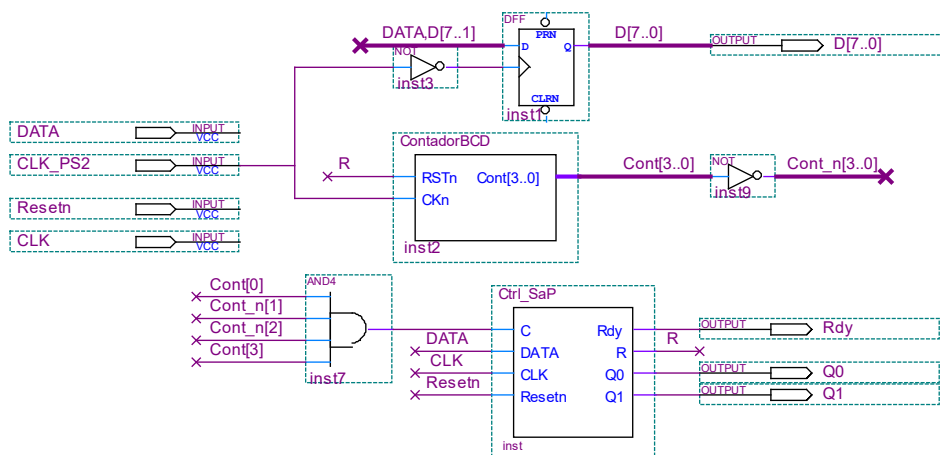 DFF
DATA,D[7..1]
D
PRN
Q
D[7..0]
OUTPUT
D[7..0]
NOT
inst3
CLRN
inst1
DATA
INPUT
VCC
CLK_PS2
INPUT
VCC
Resetn
INPUT
VCC
CLK
INPUT
VCC
ContadorBCD
R
RSTn
Cont[3..0]
CKn
inst2
Cont[3..0]
NOT
inst9
Cont_n[3..0]
AND4
Cont[0]
Cont_n[1]
Cont_n[2]
Cont[3]
inst7
Ctrl_SaP
C
Rdy
DATA
DATA
R
R
CLK
CLK
Q0
Resetn
Resetn
Q1
inst
OUTPUT
Rdy
OUTPUT
Q0
OUTPUT
Q1